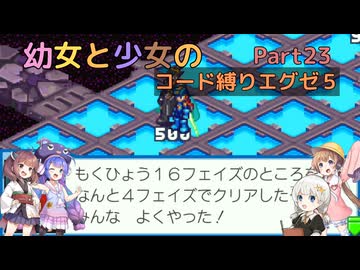 幼女と少女の Part23
コード縛りエグゼ5
500
もくひょう16フェイズのところ
なんと4フェイズでクリアした
みんな よくやった！